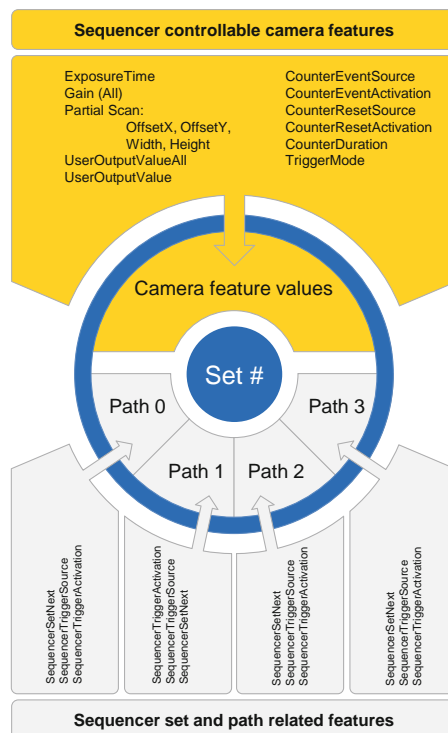 Sequencer controllable camera features
ExposureTime
Gain (All)
Partial Scan:
OffsetX, OffsetY,
Width, Height
UserOutputValueAll
UserOutputValue
CounterEventSource
CounterEventActivation
CounterResetSource
CounterResetActivation
CounterDuration
TriggerMode
Camera feature values
Set #
Path 0
Path 1
Path 2
Path 3
SequencerSetNext
SequencerTriggerSource
SequencerTriggerActivation
SequencerTriggerActivation
SequencerTriggerSource
SequencerSetNext
SequencerSetNext
SequencerTriggerSource
SequencerTriggerActivation
SequencerSetNext
SequencerTriggerSource
SequencerTriggerActivation
Sequencer set and path related features